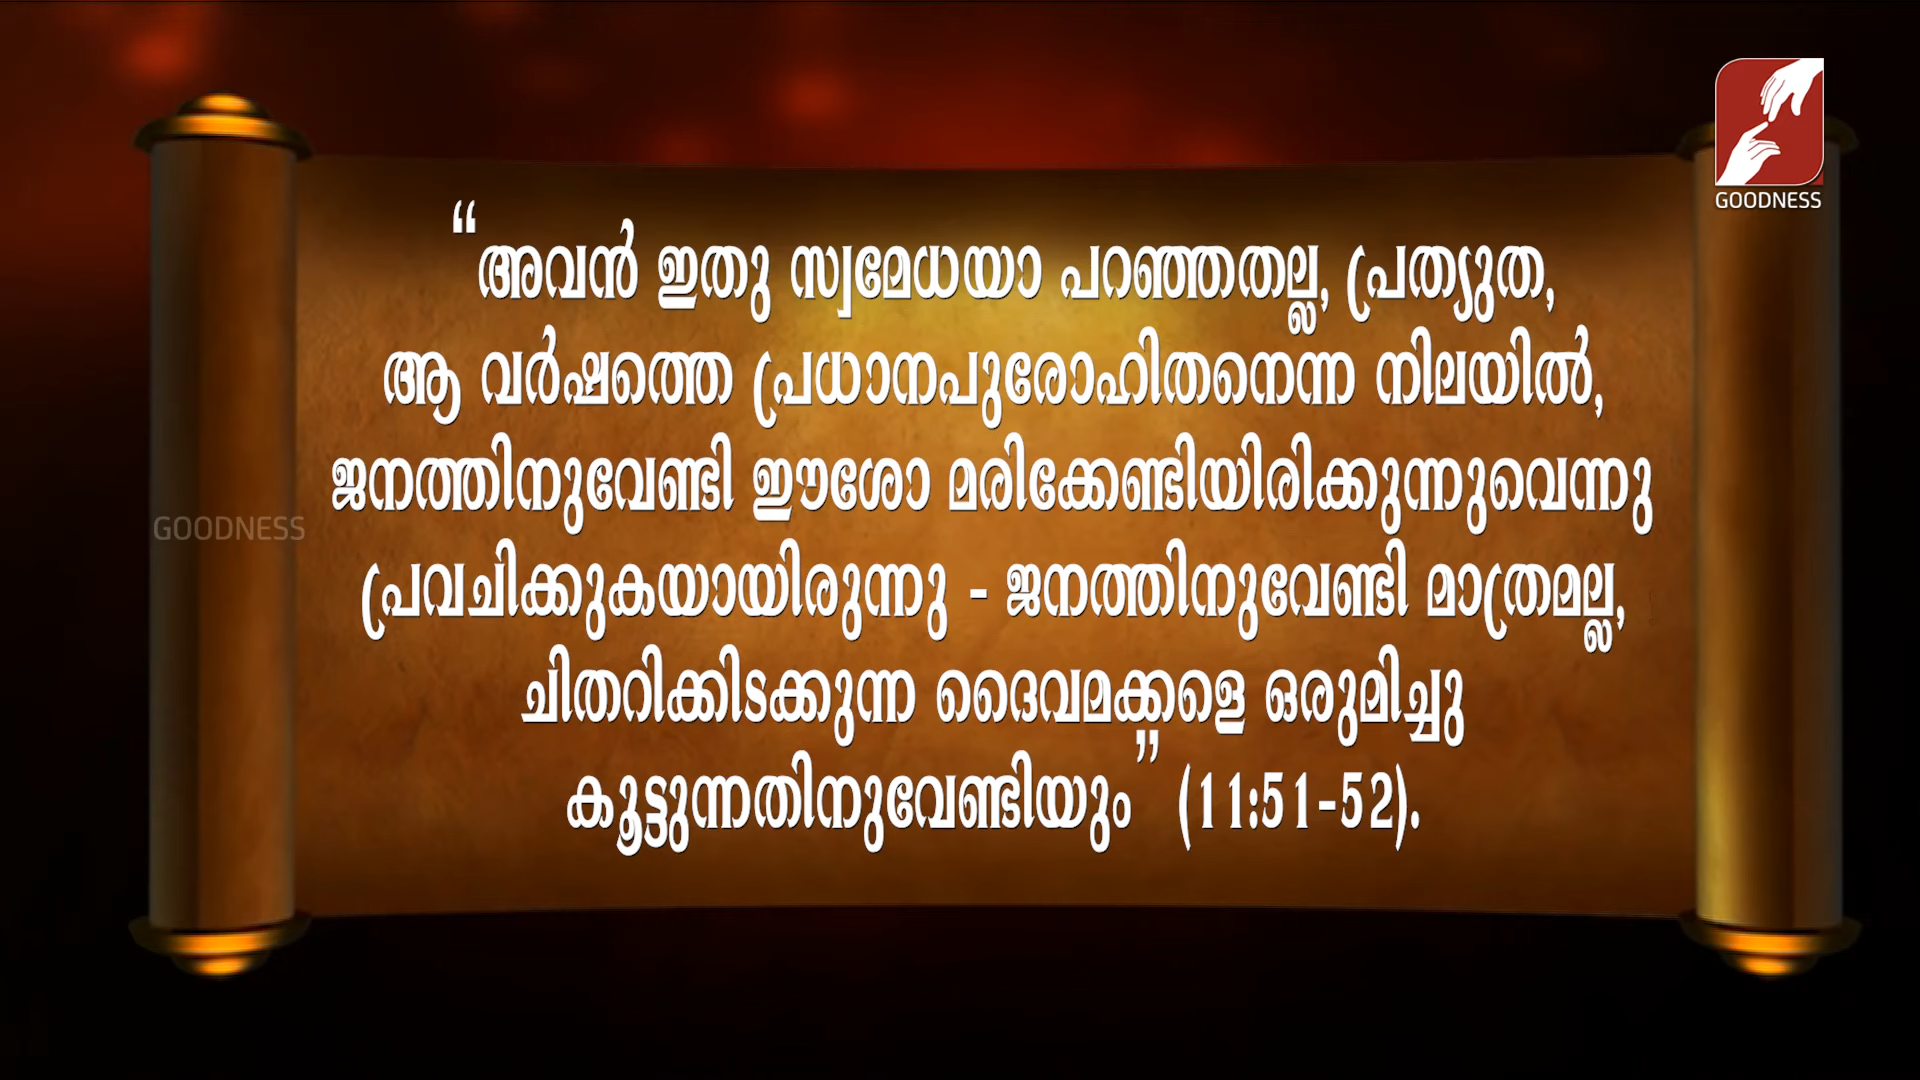 GOODNESS
“അവൻ ഇതു സ്വമേധയാ പറഞ്ഞതല്ല, പ്രത്യുത,
ആ വർഷത്തെ പ്രധാനപുരോഹിതനെന്ന നിലയിൽ,
ജനത്തിനുവേണ്ടി ഈശോ മരിക്കേണ്ടിയിരിക്കുന്നുവെന്നു
GOODNESS
പ്രവചിക്കുകയായിരുന്നു - ജനത്തിനുവേണ്ടി മാത്രമല്ല,
ചിതറിക്കിടക്കുന്ന ദൈവമക്കളെ ഒരുമിച്ചു
കൂട്ടുന്നതിനുവേണ്ടിയും” (11:51-52).